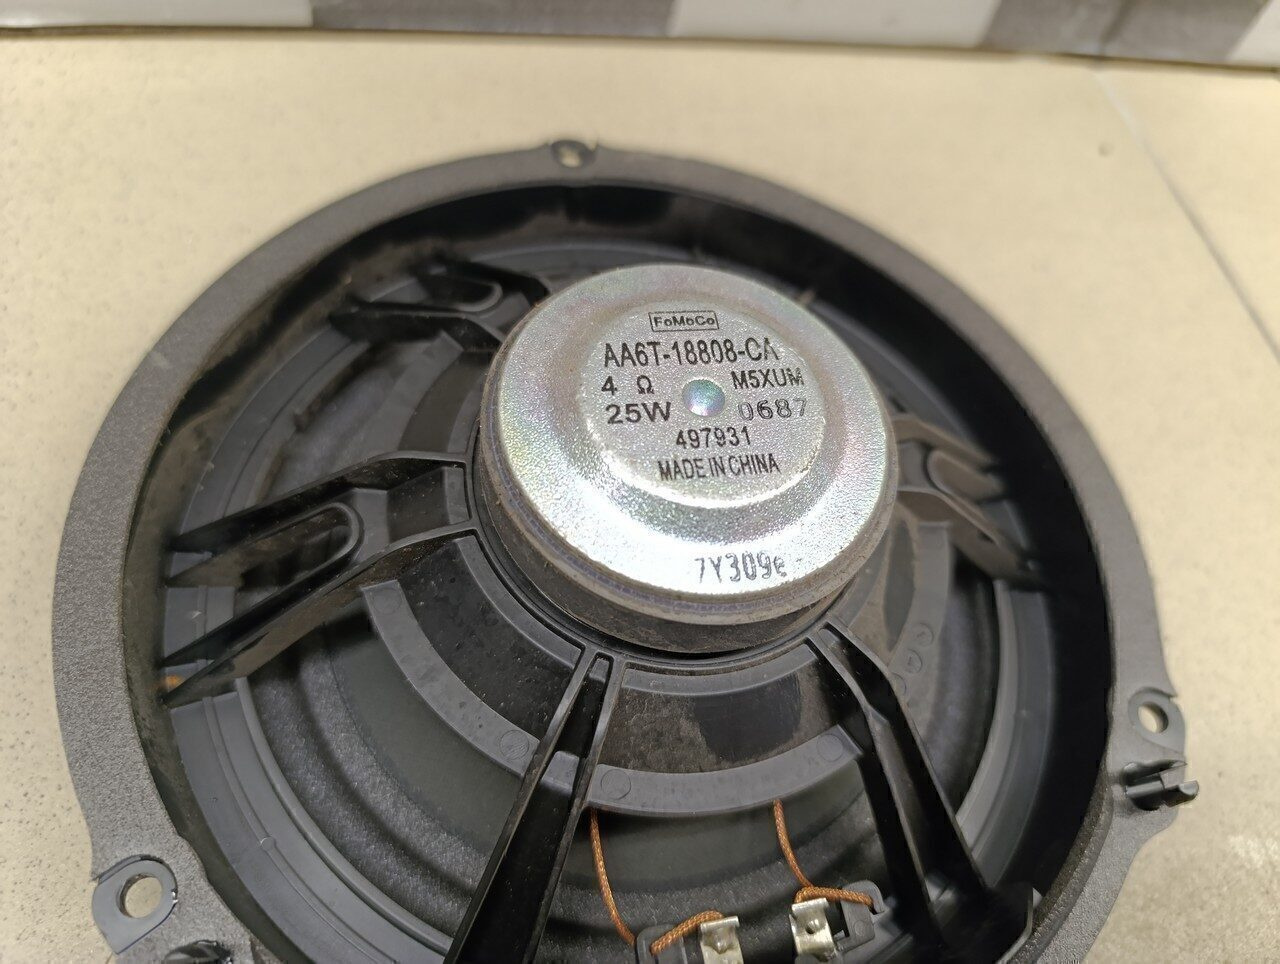 FoMoCo
AA6T-18808-CA
4 Ω M5XUM
25W 0687
497931
MADE IN CHINA
7Y309e